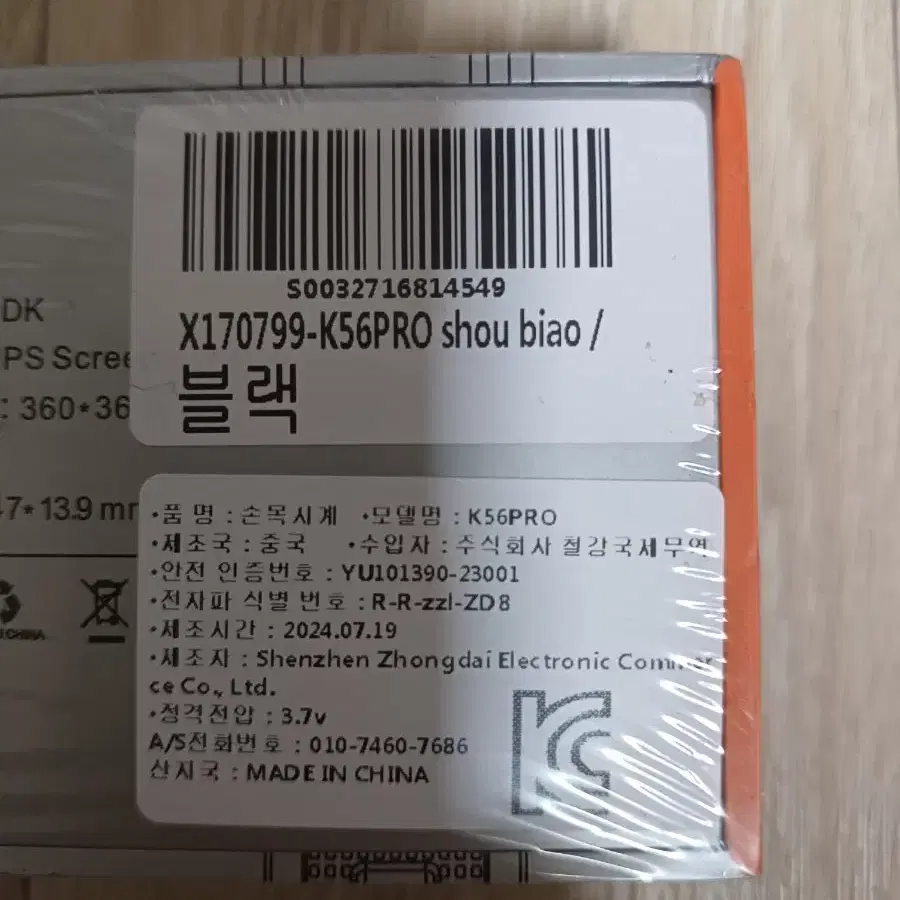 S0032716814549
X170799-K56PRO shou biao /
블랙
DK
PS Scree
: 360*36
47*13.9 mm
·품 명 : 손목시계 ·모델명 : K56PRO
·제조국 : 중국 ·수입자 : 주식회사 철강국제무역
·안전 인증번호 : YU101390-23001
·전자파 식별 번호 : R-R-zzl-ZD8
·제조시간 : 2024.07.19
·제조자 : Shenzhen Zhongdai Electronic Commer
ce Co., Ltd.
·정격전압 : 3.7v
A/S전화번호 : 010-7460-7686
산지국 : MADE IN CHINA